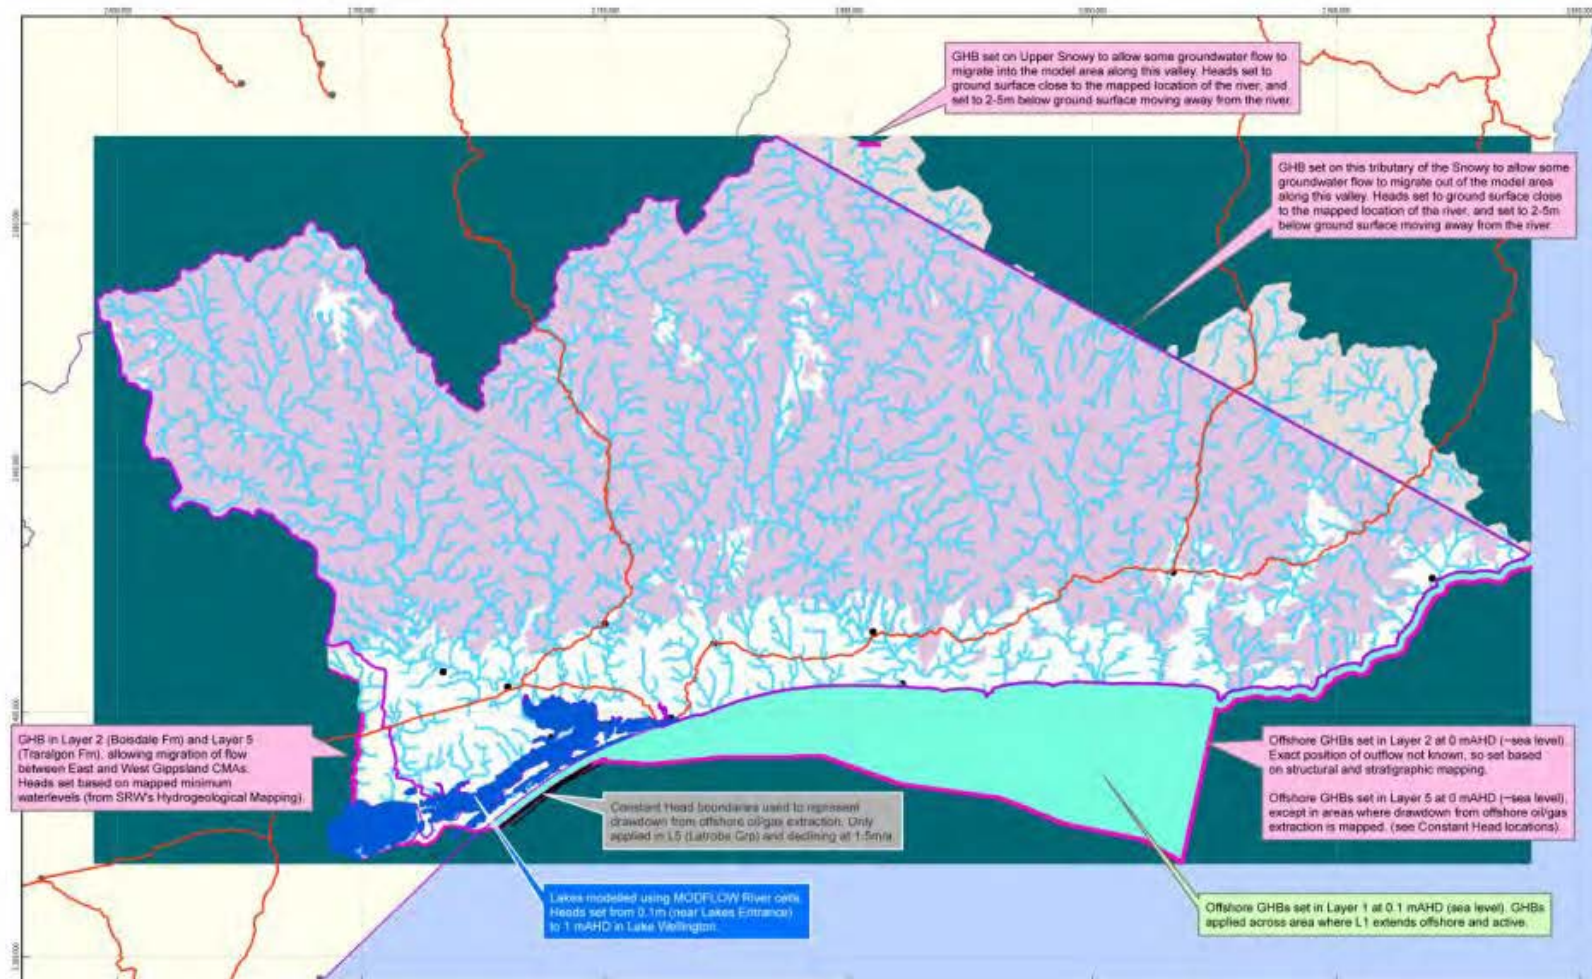 GHB set on Upper Snowy to allow some groundwater flow to
migrate into the model area along this valley. Heads set to
ground surface close to the mapped location of the river, and
set to 2-5m below ground surface moving away from the river.
GHB set on this tributary of the Snowy to allow some
groundwater flow to migrate out of the model area
along this valley. Heads set to ground surface close
to the mapped location of the river, and set to 2-5m
below ground surface moving away from the river.
GHB in Layer 2 (Boisdale Fm) and Layer 5
(Traralgon Fm), allowing migration of flow
between East and West Gippsland CMAs.
Heads set based on mapped minimum
waterlevels (from SRW's Hydrogeological Mapping).
Constant Head boundaries used to represent
drawdown from offshore oil/gas extraction. Only
applied in L5 (Latrobe Grp) and declining at 1.5m/a
Lakes modelled using MODFLOW River cells.
Heads set from 0.1m (near Lakes Entrance)
to 1 mAHD in Lake Wellington.
Offshore GHBs set in Layer 2 at 0 mAHD (~sea level).
Exact position of outflow not known, so set based
on structural and stratigraphic mapping.
Offshore GHBs set in Layer 5 at 0 mAHD (~sea level),
except in areas where drawdown from offshore oil/gas
extraction is mapped. (see Constant Head locations).
Offshore GHBs set in Layer 1 at 0.1 mAHD (sea level). GHBs
applied across area where L1 extends offshore and active.